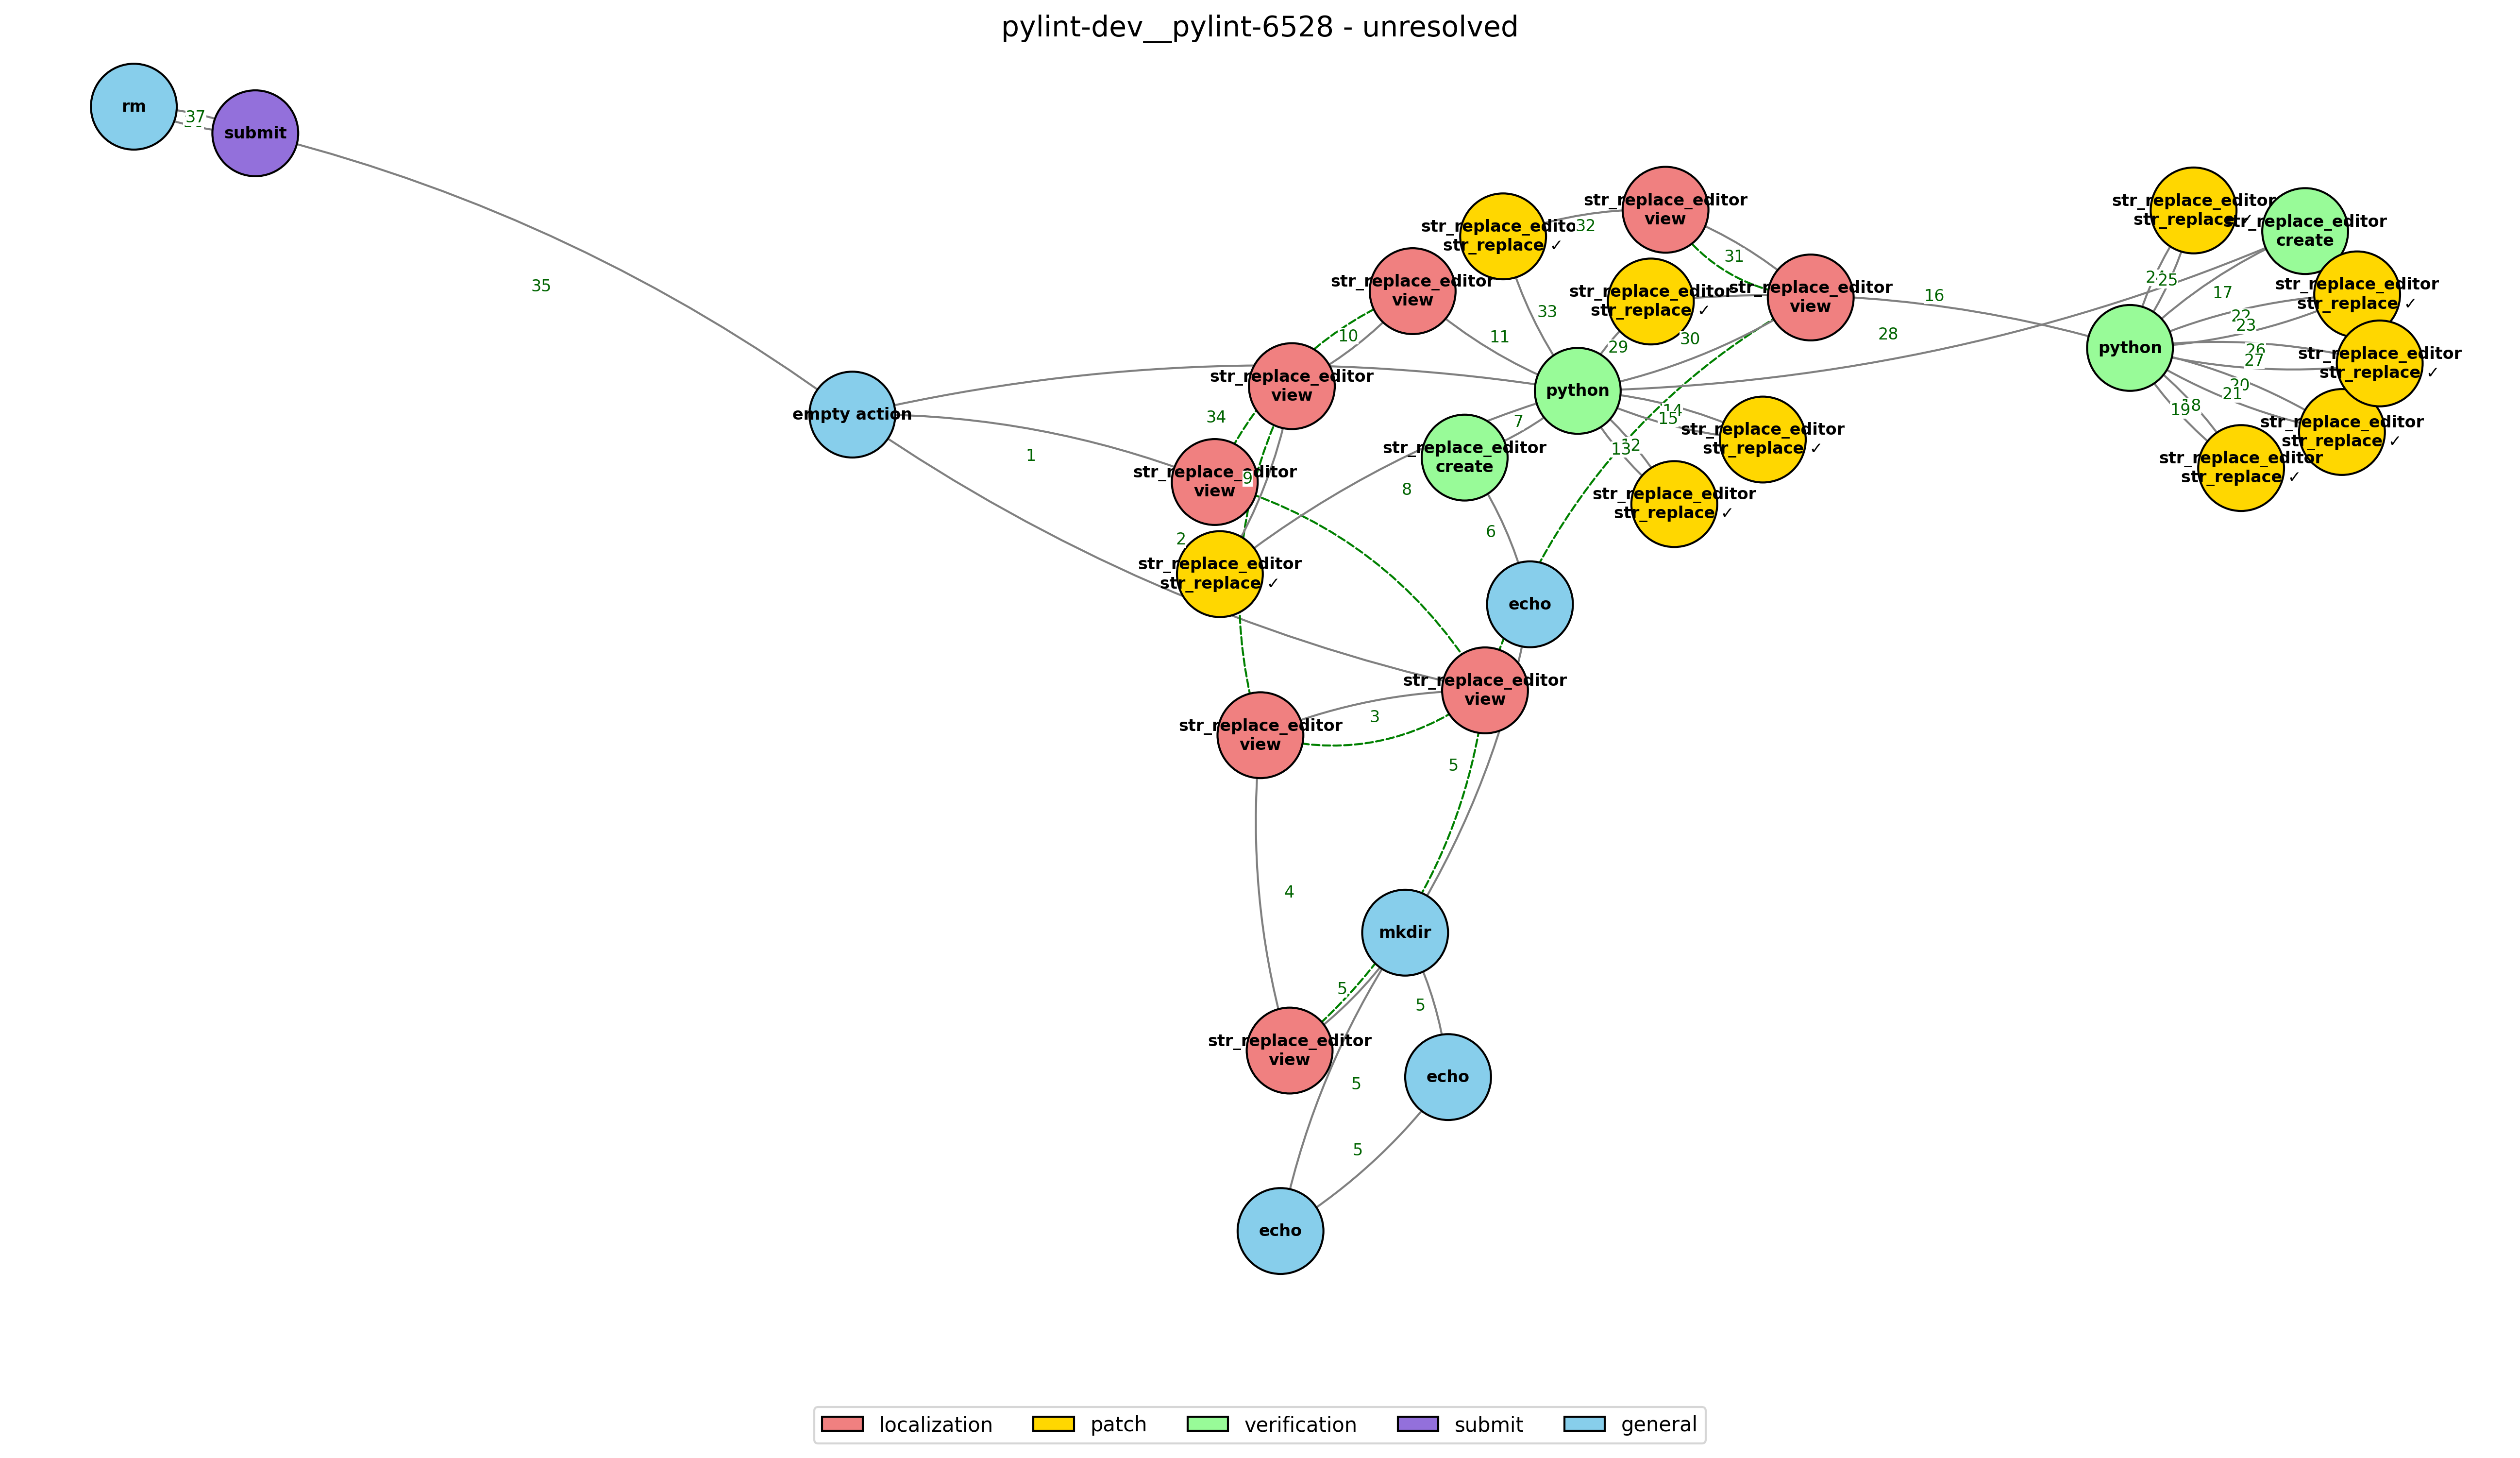 pylint-dev__pylint-6528 - unresolved
rm
37
submit
35
empty action
1
2
34
str_replace_editor
view
10
str_replace_editor
view
11
str_replace_editor
view
9
str_replace_editor
str_replace ✓
32
33
str_replace_editor
view
31
str_replace_editor
str_replace ✓
29
30
str_replace_editor
view
16
28
python
7
8
str_replace_editor
create
6
14
15
str_replace_editor
str_replace ✓
13
12
str_replace_editor
str_replace ✓
str_replace_editor
str_replace ✓
25
str_replace_editor
create
17
str_replace_editor
str_replace ✓
22
23
python
26
27
str_replace_editor
str_replace ✓
20
21
str_replace_editor
str_replace ✓
19
18
str_replace_editor
str_replace ✓
str_replace_editor
str_replace ✓
echo
str_replace_editor
view
3
str_replace_editor
view
5
4
mkdir
5
5
str_replace_editor
view
echo
5
5
echo
localization
patch
verification
submit
general